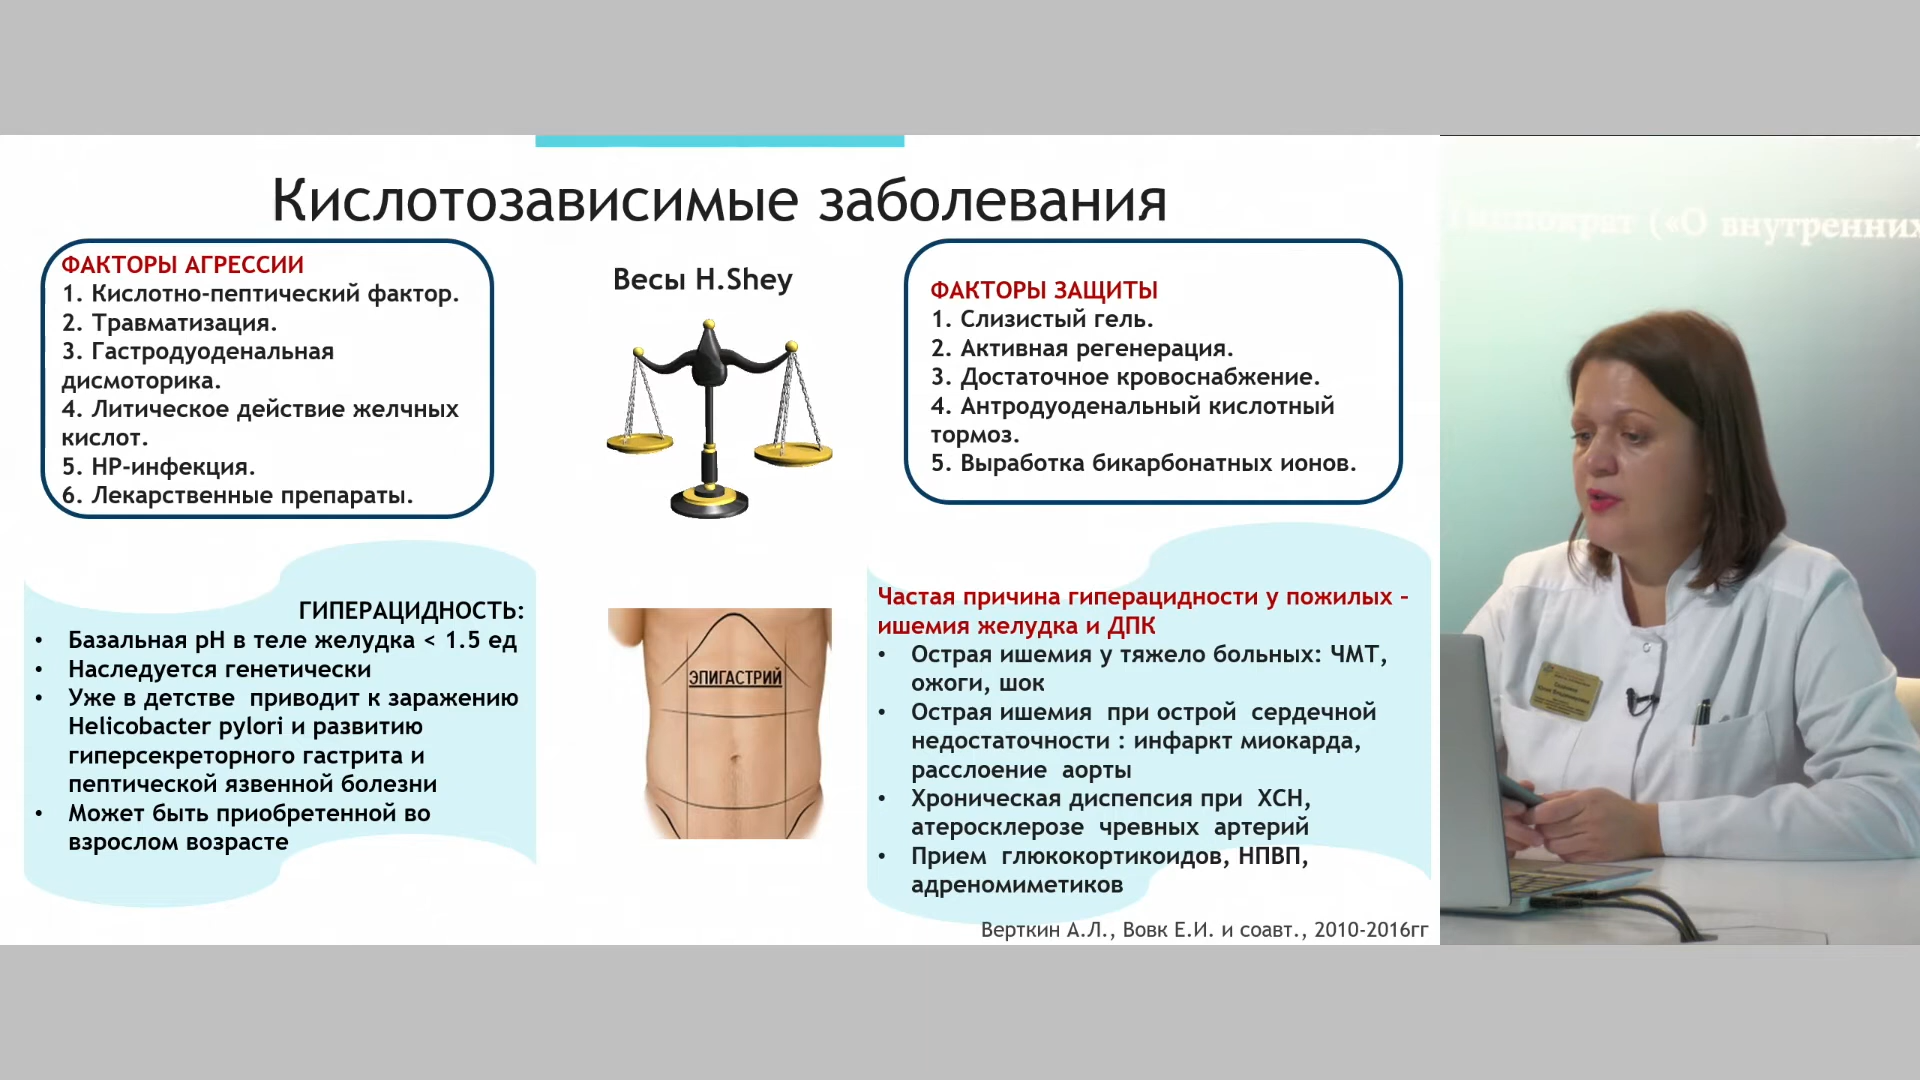 Кислотозависимые заболевания
ФАКТОРЫ АГРЕССИИ
1. Кислотно-пептический фактор.
2. Травматизация.
3. Гастродуоденальная
дисмоторика.
4. Литическое действие желчных
кислот.
5. HP-инфекция.
6. Лекарственные препараты.
Весы H.Shey
ФАКТОРЫ ЗАЩИТЫ
1. Слизистый гель.
2. Активная регенерация.
3. Достаточное кровоснабжение.
4. Антродуоденальный кислотный
тормоз.
5. Выработка бикарбонатных ионов.
ГИПЕРАЦИДНОСТЬ:
• Базальная pH в теле желудка < 1.5 ед
• Наследуется генетически
• Уже в детстве приводит к заражению
Helicobacter pylori и развитию
гиперсекреторного гастрита и
пептической язвенной болезни
• Может быть приобретенной во
взрослом возрасте
ЭПИГАСТРИЙ
Частая причина гиперацидности у пожилых –
ишемия желудка и ДПК
• Острая ишемия у тяжело больных: ЧМТ,
ожоги, шок
• Острая ишемия при острой сердечной
недостаточности : инфаркт миокарда,
расслоение аорты
• Хроническая диспепсия при ХСН,
атеросклерозе чревных артерий
• Прием глюкокортикоидов, НПВП,
адреномиметиков
Верткин А.Л., Вовк Е.И. и соавт., 2010-2016гг
Гиппократ («О внутренних